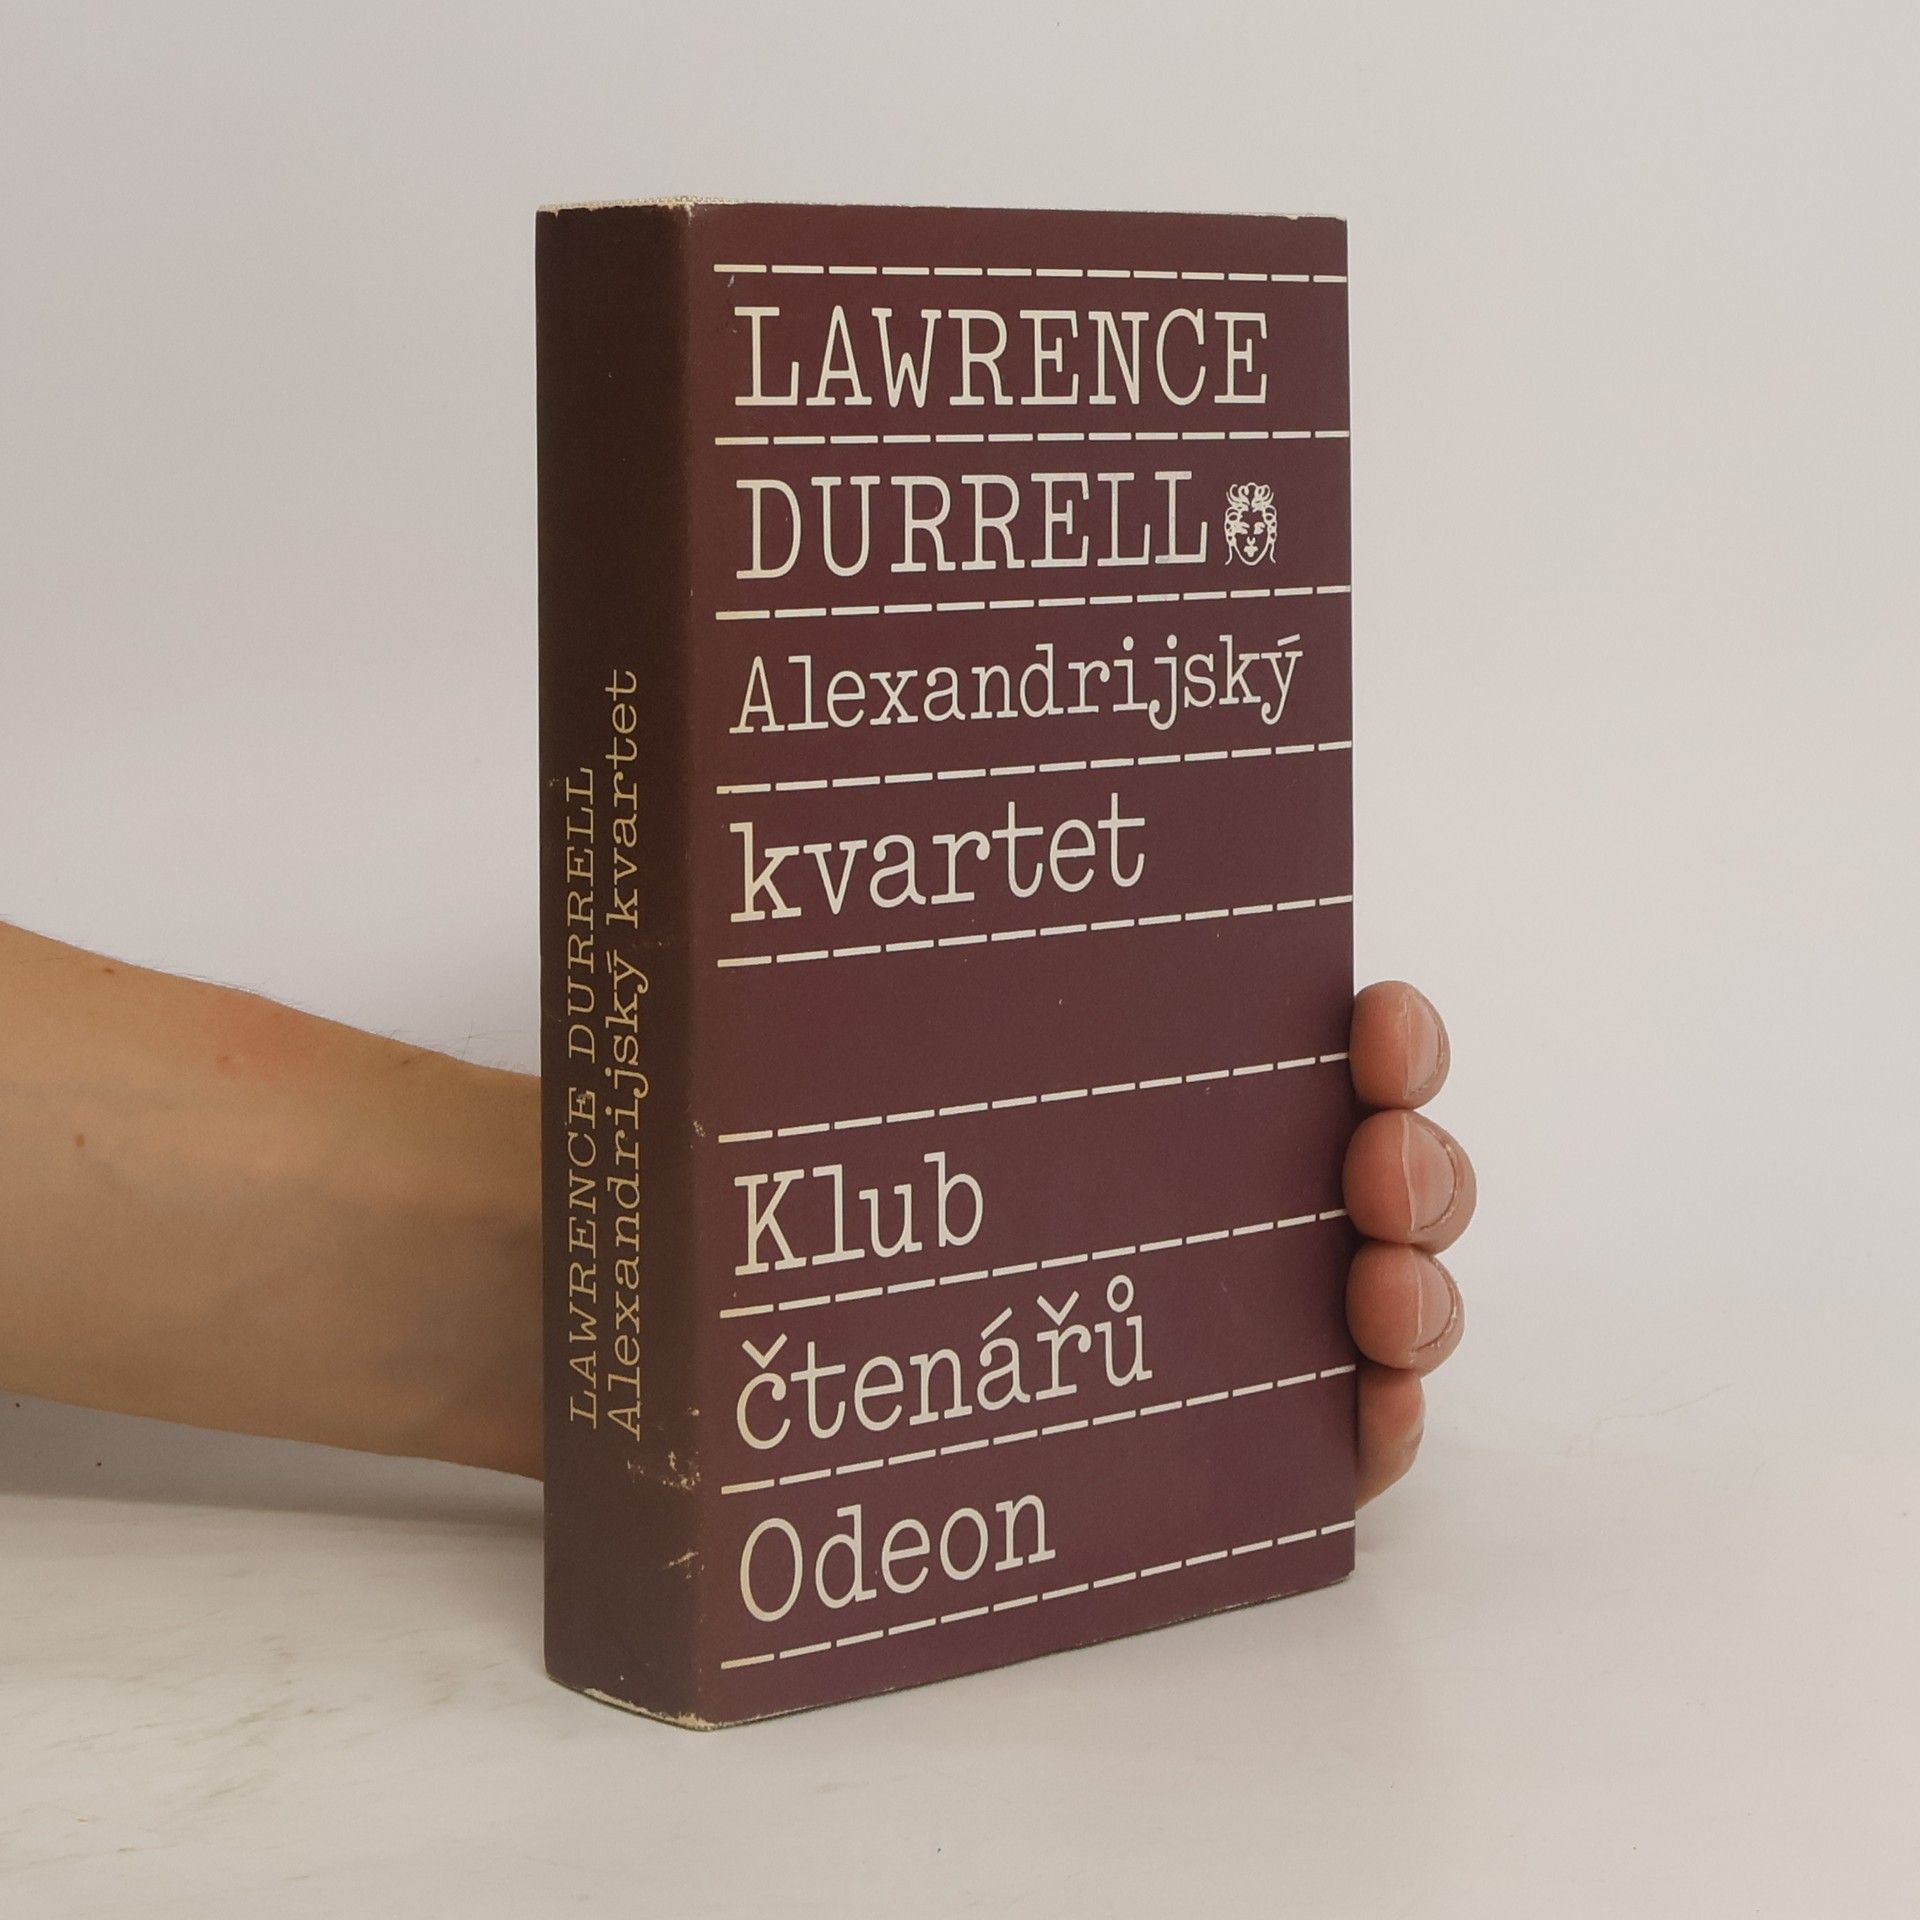 LAWRENCE
DURRELL
Alexandrijský
kvartet
Klub
čtenářů
Odeon
LAWRENCE DURRELL
Alexandrijský kvartet